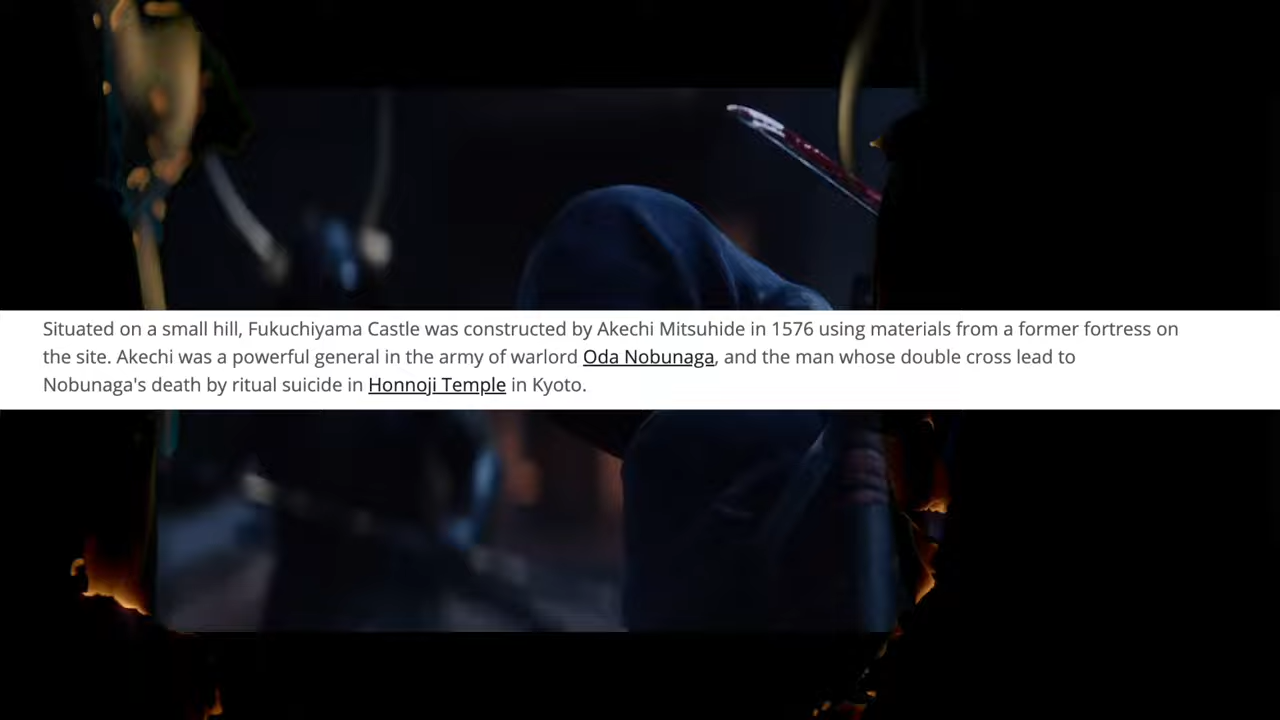 Situated on a small hill, Fukuchiyama Castle was constructed by Akechi Mitsuhide in 1576 using materials from a former fortress on
the site. Akechi was a powerful general in the army of warlord Oda Nobunaga, and the man whose double cross lead to
Nobunaga's death by ritual suicide in Honnoji Temple in Kyoto.